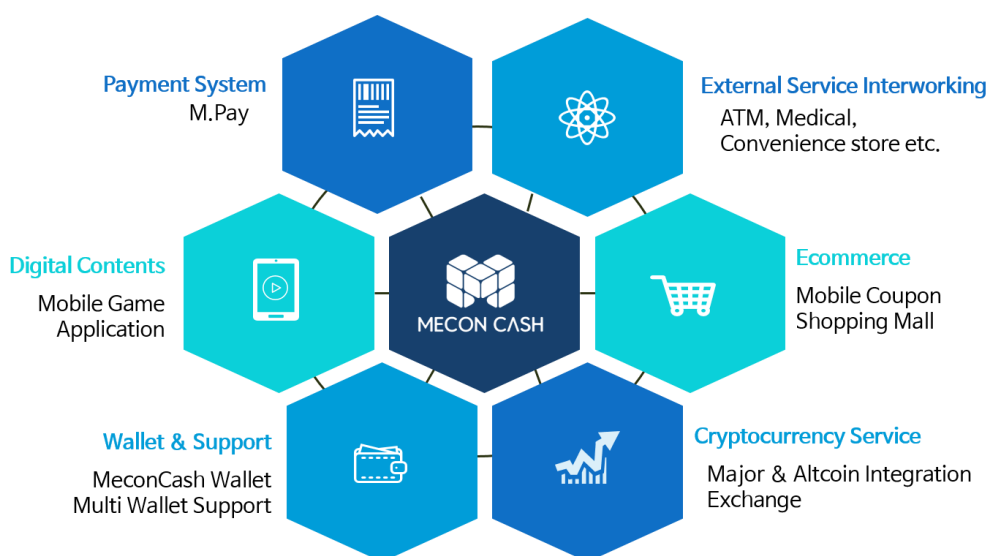 Payment System
M.Pay
External Service Interworking
ATM, Medical,
Convenience store etc.
Digital Contents
Mobile Game
Application
MECON CASH
Ecommerce
Mobile Coupon
Shopping Mall
Wallet & Support
MeconCash Wallet
Multi Wallet Support
Cryptocurrency Service
Major & Altcoin Integration
Exchange